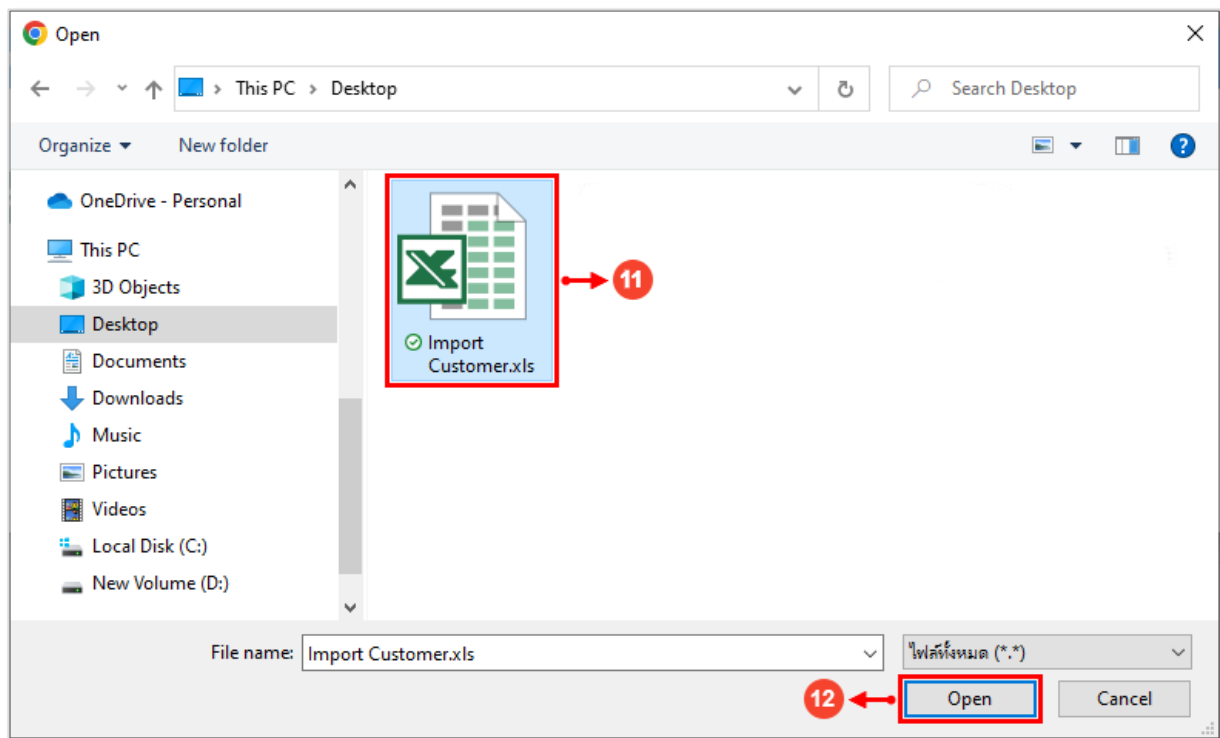 Open
This PC > Desktop
Search Desktop
Organize
New folder
OneDrive - Personal
This PC
3D Objects
Desktop
Documents
Downloads
Music
Pictures
Videos
Local Disk (C:)
New Volume (D:)
11
Import
Customer.xls
File name: Import Customer.xls
ไฟล์ทั้งหมด (*.*)
12
Open
Cancel